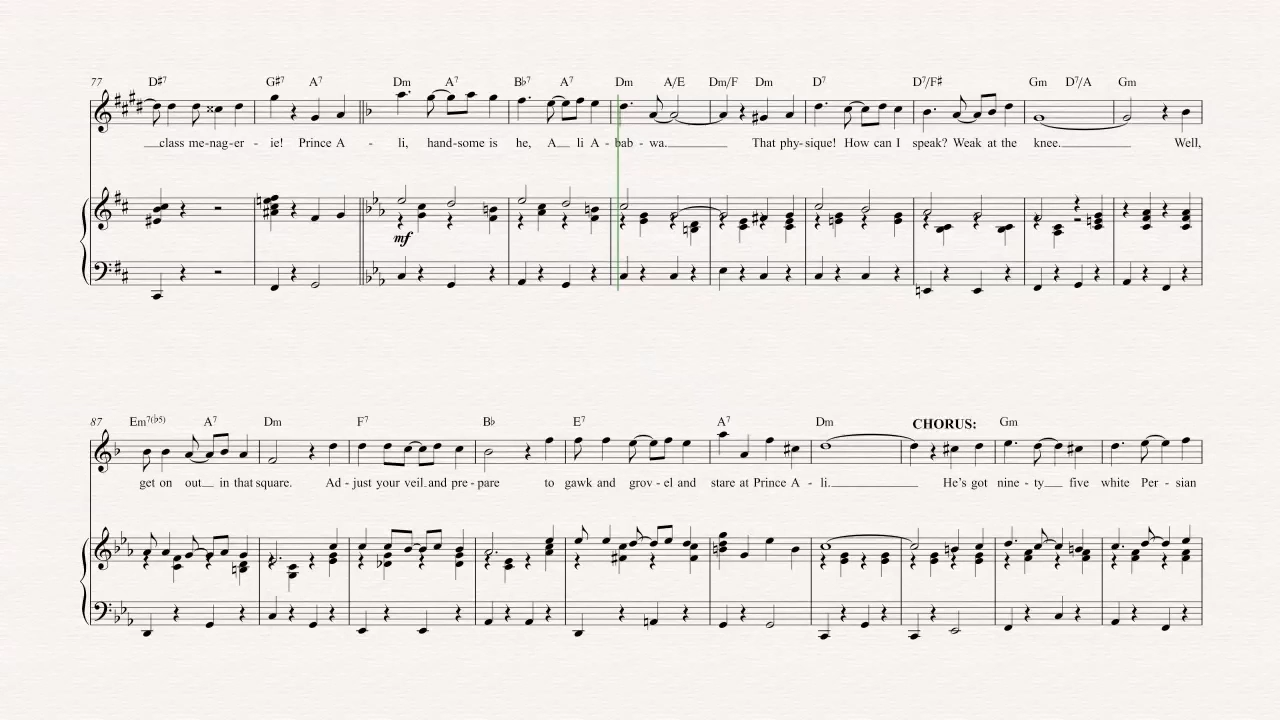 77 D♯7 G♯7 A7 Dm A7 B♭7 A7 Dm A/E Dm/F Dm D7 D7/F♯ Gm D7/A Gm
class me-nag-er - ie! Prince A - li, hand-some is he, A li A - bab - wa. That phy-sique! How can I speak? Weak at the knee. Well,
mf
87 Em7(♭5) A7 Dm F7 B♭ E7 A7 Dm CHORUS: Gm
get on out in that square. Ad - just your veil and pre - pare to gawk and grov - el and stare at Prince A - li. He's got nine - ty five white Per - sian